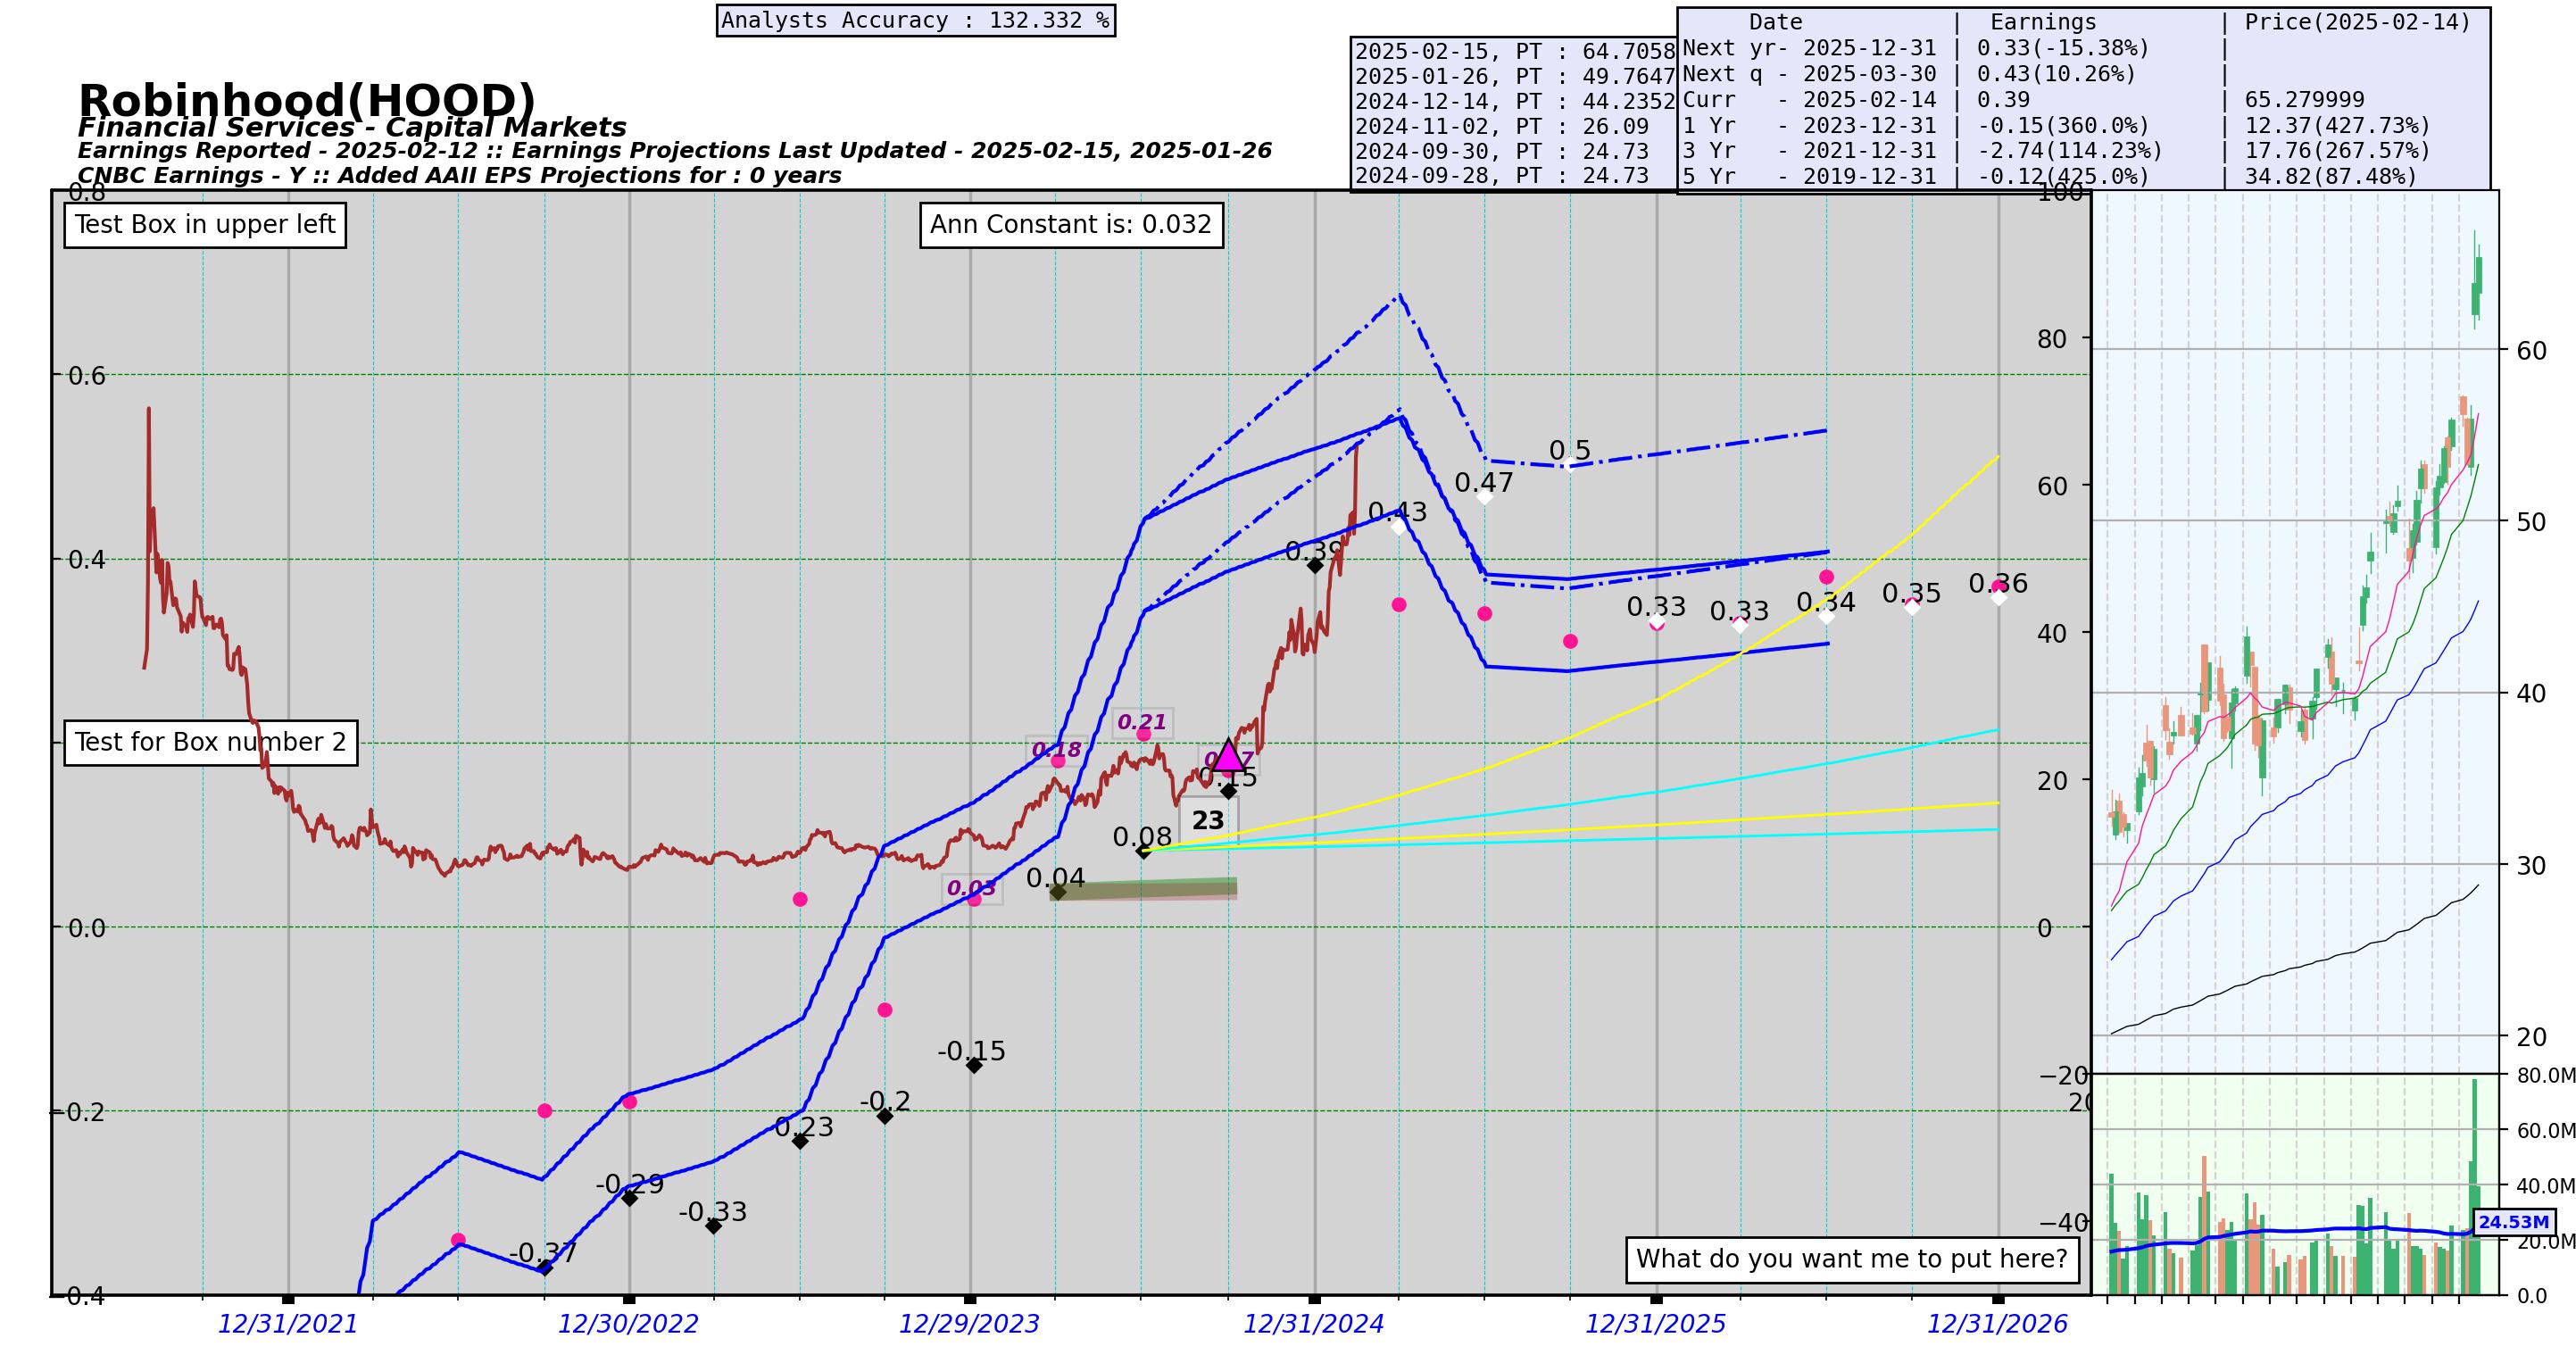 Analysts Accuracy : 132.332 %
Date | Earnings | Price(2025-02-14)
Next yr- 2025-12-31 | 0.33(-15.38%) |
Next q - 2025-03-30 | 0.43(10.26%) |
Curr - 2025-02-14 | 0.39 | 65.279999
1 Yr - 2023-12-31 | -0.15(360.0%) | 12.37(427.73%)
3 Yr - 2021-12-31 | -2.74(114.23%) | 17.76(267.57%)
5 Yr - 2019-12-31 | -0.12(425.0%) | 34.82(87.48%)
2025-02-15, PT : 64.7058
2025-01-26, PT : 49.7647
2024-12-14, PT : 44.2352
2024-11-02, PT : 26.09
2024-09-30, PT : 24.73
2024-09-28, PT : 24.73
Robinhood(HOOD)
Financial Services - Capital Markets
Earnings Reported - 2025-02-12 :: Earnings Projections Last Updated - 2025-02-15, 2025-01-26
CNBC Earnings - Y :: Added AAII EPS Projections for : 0 years
Test Box in upper left
Ann Constant is: 0.032
Test for Box number 2
What do you want me to put here?
0.8
0.6
0.4
0.0
−0.2
−0.4
100
80
60
40
20
0
−20
−40
60
50
40
30
20
80.0M
60.0M
40.0M
20.0M
0.0
24.53M
0.5
0.47
0.43
0.39
0.33
0.33
0.34
0.35
0.36
0.21
0.18
0.15
23
0.08
0.04
0.03
-0.15
-0.2
-0.29
-0.33
-0.37
12/31/2021
12/30/2022
12/29/2023
12/31/2024
12/31/2025
12/31/2026